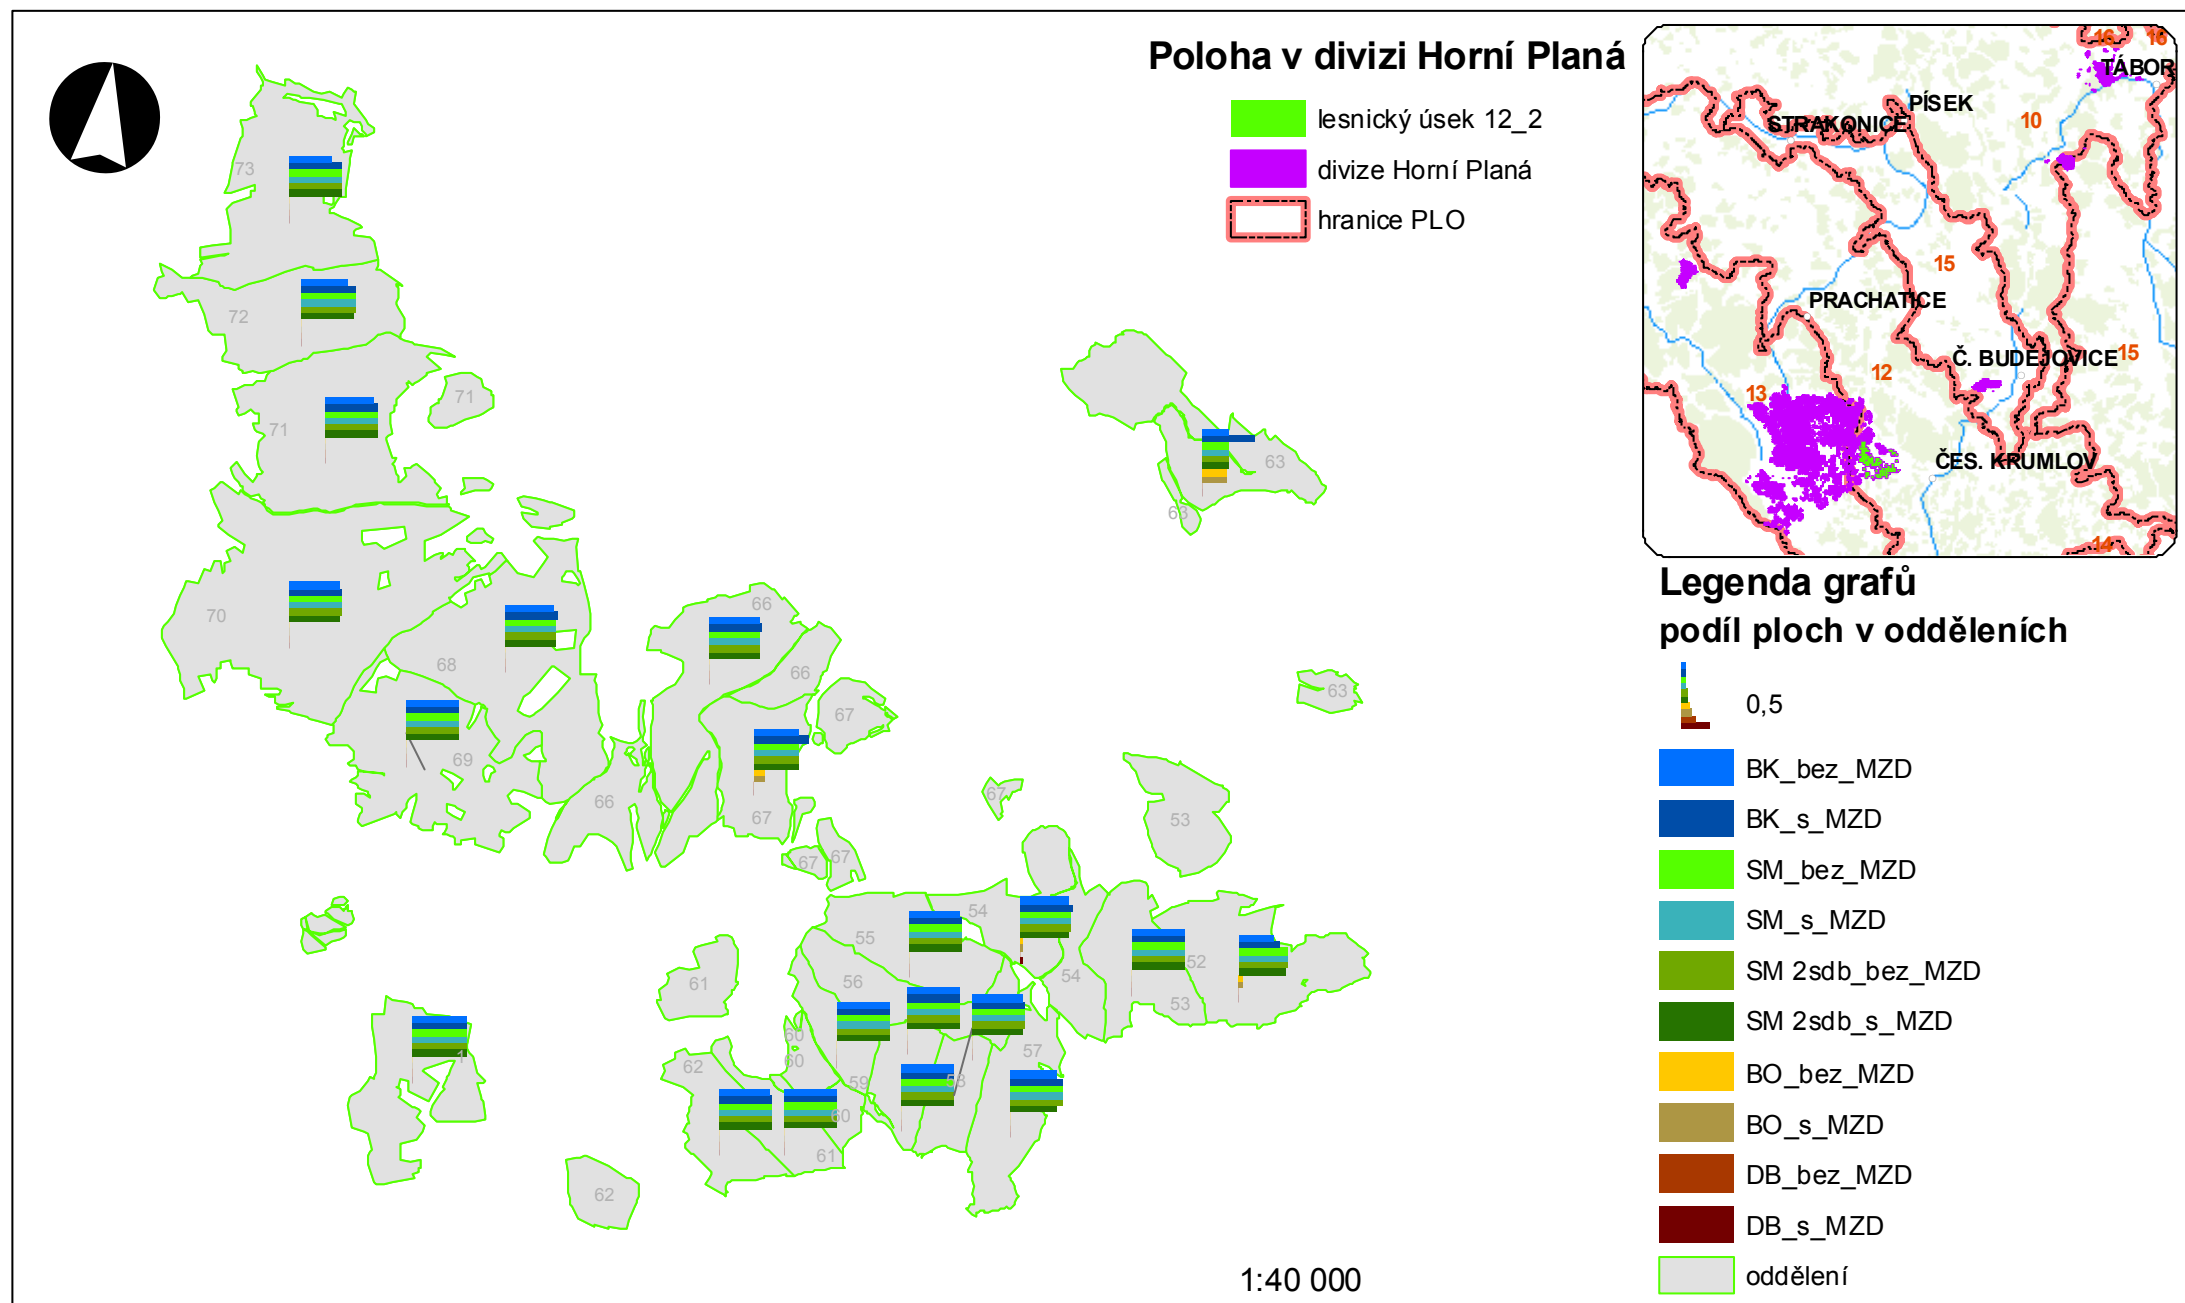 Poloha v divizi Horní Planá
lesnický úsek 12_2
divize Horní Planá
hranice PLO
16
16
TÁBOR
PÍSEK
10
STRAKONICE
15
PRACHATICE
Č. BUDĚJOVICE
15
12
13
ČES. KRUMLOV
14
Legenda grafů
podíl ploch v odděleních
0,5
BK_bez_MZD
BK_s_MZD
SM_bez_MZD
SM_s_MZD
SM 2sdb_bez_MZD
SM 2sdb_s_MZD
BO_bez_MZD
BO_s_MZD
DB_bez_MZD
DB_s_MZD
oddělení
73
72
71
71
63
63
70
66
68
66
63
67
69
66
67
67
53
67
67
54
55
52
56
54
61
53
60
57
1
60
62
59
58
60
61
62
1:40 000